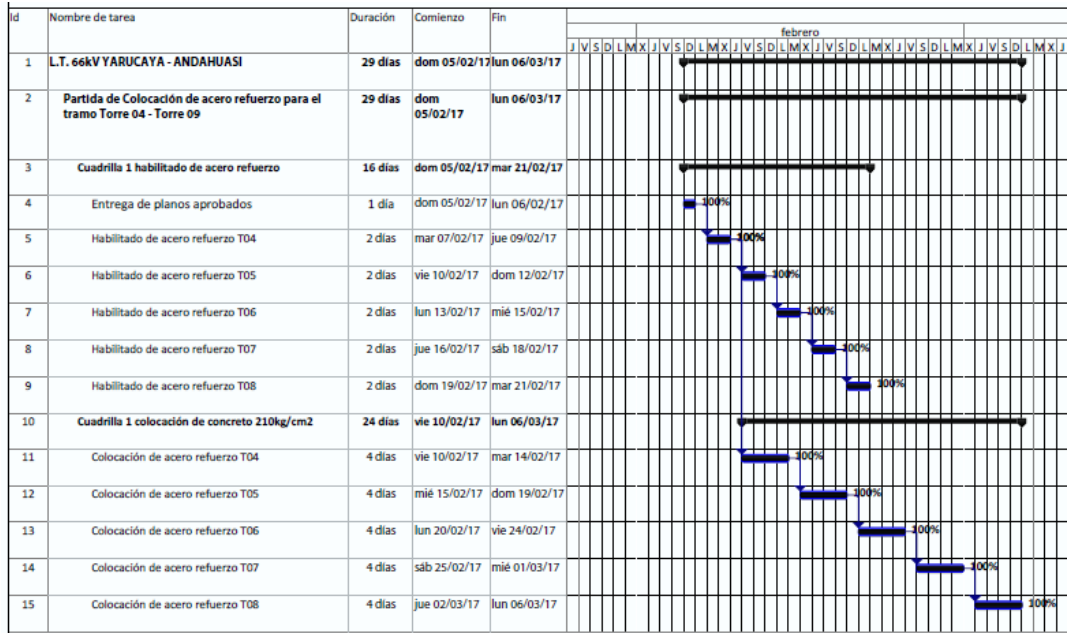 Id Nombre de tarea Duración Comienzo Fin
febrero
J V S D L M X J V S D L M X J V S D L M X J V S D L M X J V S D L M X J V S D L M X J
1 L.T. 66kV YARUCAYA - ANDAHUASI 29 días dom 05/02/17 lun 06/03/17
2 Partida de Colocación de acero refuerzo para el 29 días dom lun 06/03/17
tramo Torre 04 - Torre 09 05/02/17
3 Cuadrilla 1 habilitado de acero refuerzo 16 días dom 05/02/17 mar 21/02/17
4 Entrega de planos aprobados 1 día dom 05/02/17 lun 06/02/17 100%
5 Habilitado de acero refuerzo T04 2 días mar 07/02/17 jue 09/02/17 100%
6 Habilitado de acero refuerzo T05 2 días vie 10/02/17 dom 12/02/17 100%
7 Habilitado de acero refuerzo T06 2 días lun 13/02/17 mié 15/02/17 100%
8 Habilitado de acero refuerzo T07 2 días jue 16/02/17 sáb 18/02/17 100%
9 Habilitado de acero refuerzo T08 2 días dom 19/02/17 mar 21/02/17 100%
10 Cuadrilla 1 colocación de concreto 210kg/cm2 24 días vie 10/02/17 lun 06/03/17
11 Colocación de acero refuerzo T04 4 días vie 10/02/17 mar 14/02/17 100%
12 Colocación de acero refuerzo T05 4 días mié 15/02/17 dom 19/02/17 100%
13 Colocación de acero refuerzo T06 4 días lun 20/02/17 vie 24/02/17 100%
14 Colocación de acero refuerzo T07 4 días sáb 25/02/17 mié 01/03/17 100%
15 Colocación de acero refuerzo T08 4 días jue 02/03/17 lun 06/03/17 100%